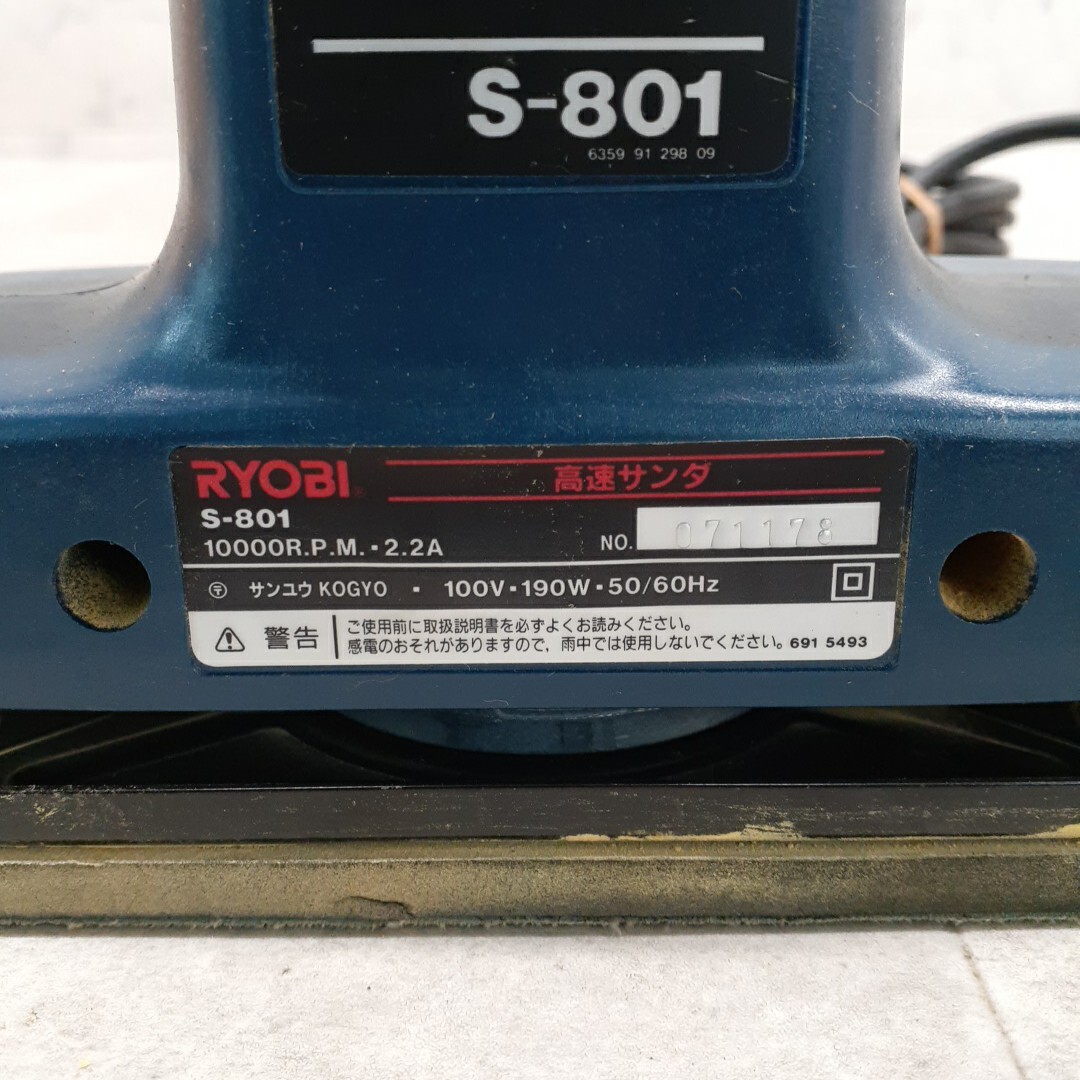 S-801
6359 91 298 09
RYOBI® 高速サンダ
S-801
10000R.P.M.・2.2A NO. 071178
〶 サンユウ KOGYO ・ 100V・190W・50/60Hz
警告 ご使用前に取扱説明書を必ずよくお読みください。
感電のおそれがありますので、雨中では使用しないでください。 691 5493